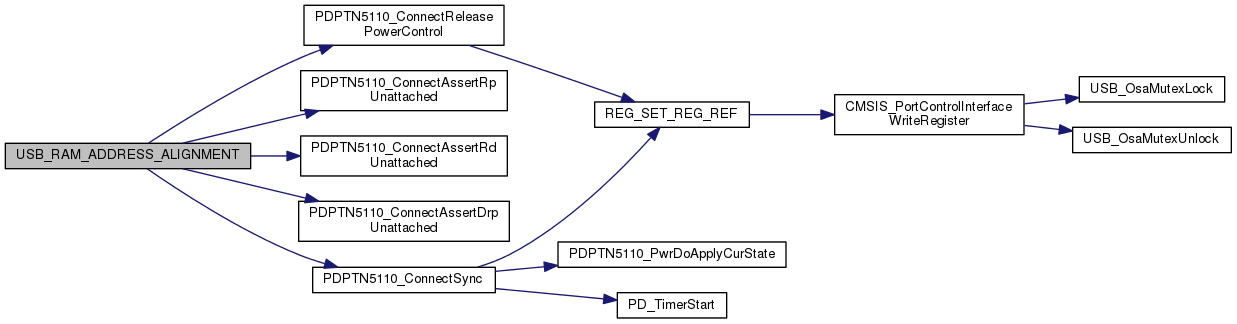 PDPTN5110_ConnectRelease
PowerControl
PDPTN5110_ConnectAssertRp
Unattached
USB_OsaMutexLock
REG_SET_REG_REF
CMSIS_PortControlInterface
WriteRegister
USB_OsaMutexUnlock
USB_RAM_ADDRESS_ALIGNMENT
PDPTN5110_ConnectAssertRd
Unattached
PDPTN5110_ConnectAssertDrp
Unattached
PDPTN5110_PwrDoApplyCurState
PDPTN5110_ConnectSync
PD_TimerStart